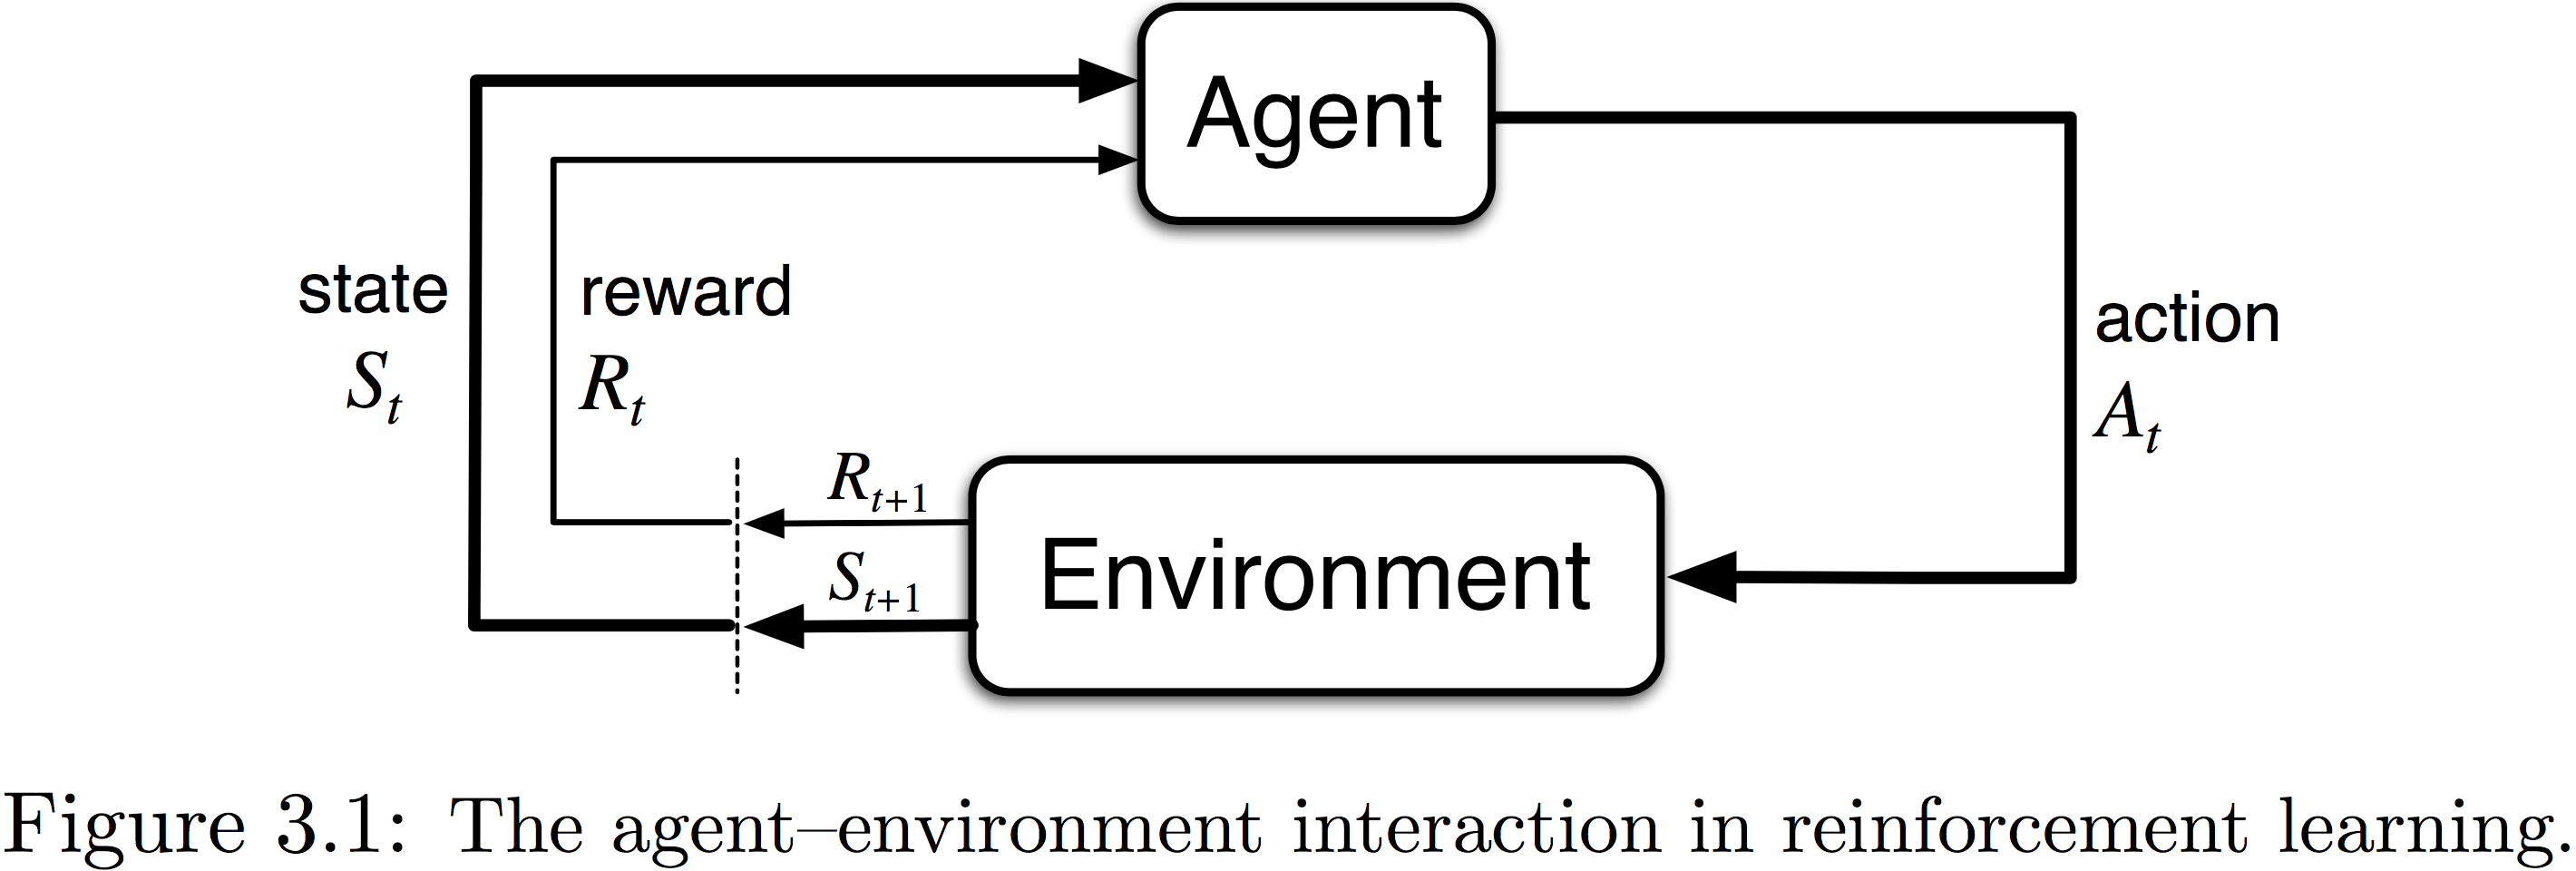 Agent
state
S_t
reward
R_t
action
A_t
R_{t+1}
S_{t+1}
Environment
Figure 3.1: The agent–environment interaction in reinforcement learning.